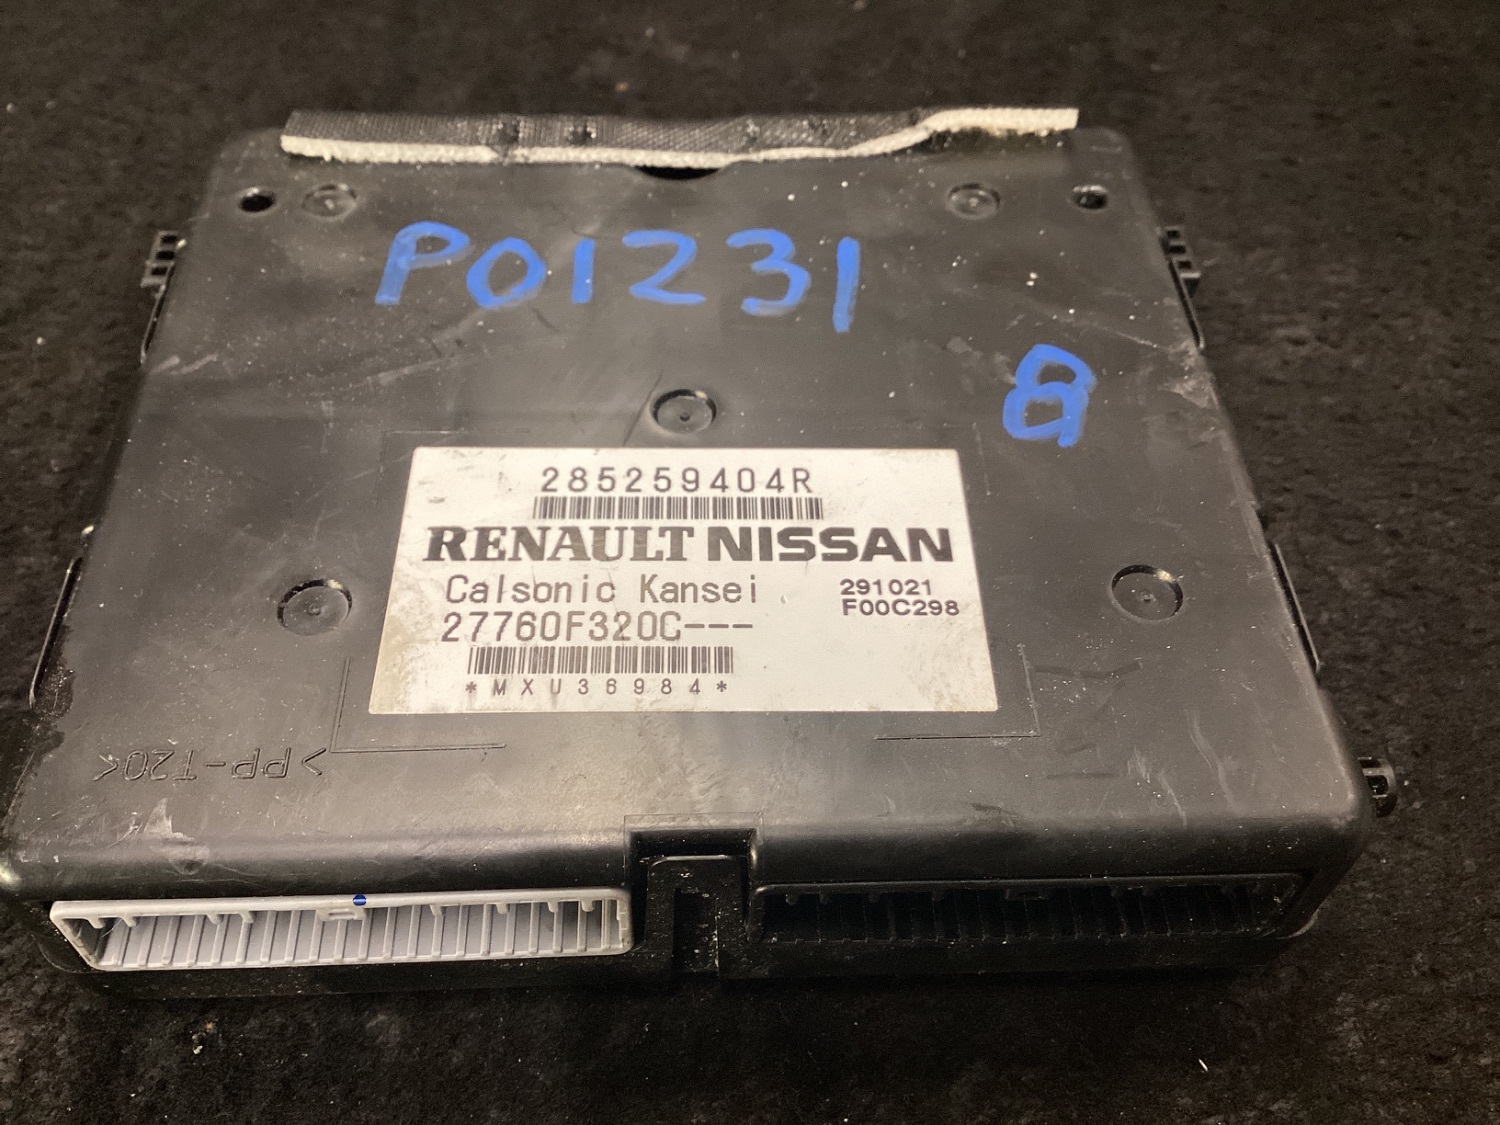 P01231
8
285259404R
RENAULT NISSAN
Calsonic Kansei
291021
27760F320C---
F00C298
*MXU36984*
>PP-T20<